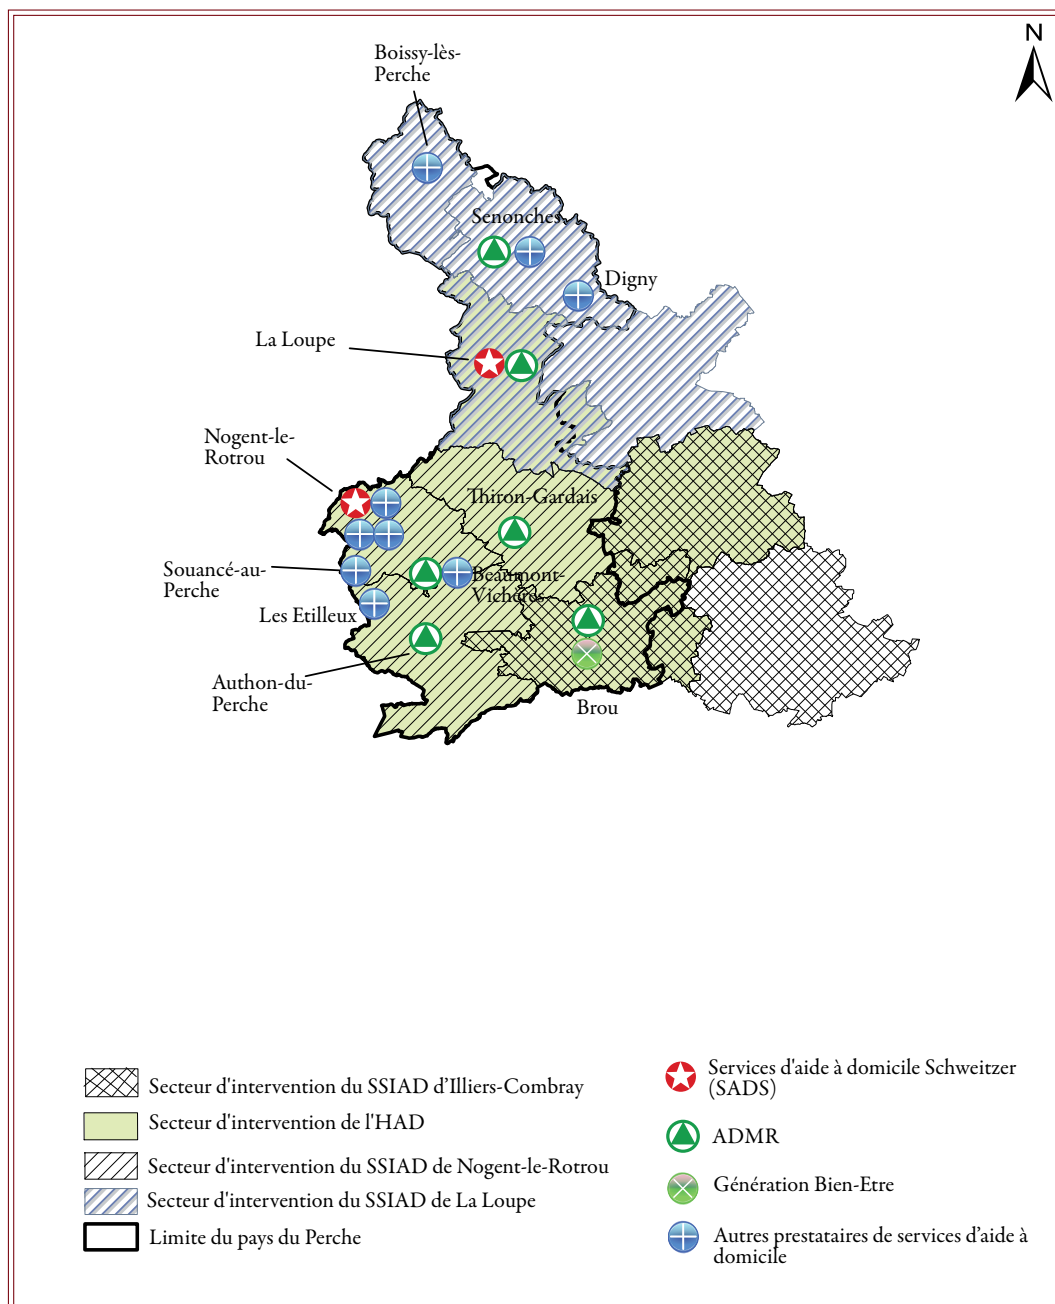 N
Boissy-lès-
Perche
Senonches
Digny
La Loupe
Nogent-le-
Rotrou
Thiron-Gardais
Souancé-au-
Perche
Beaumont-
Vichères
Les Etilleux
Authon-du-
Perche
Brou
Secteur d'intervention du SSIAD d’Illiers-Combray
Secteur d'intervention de l'HAD
Secteur d'intervention du SSIAD de Nogent-le-Rotrou
Secteur d'intervention du SSIAD de La Loupe
Limite du pays du Perche
Services d'aide à domicile Schweitzer
(SADS)
ADMR
Génération Bien-Etre
Autres prestataires de services d’aide à
domicile